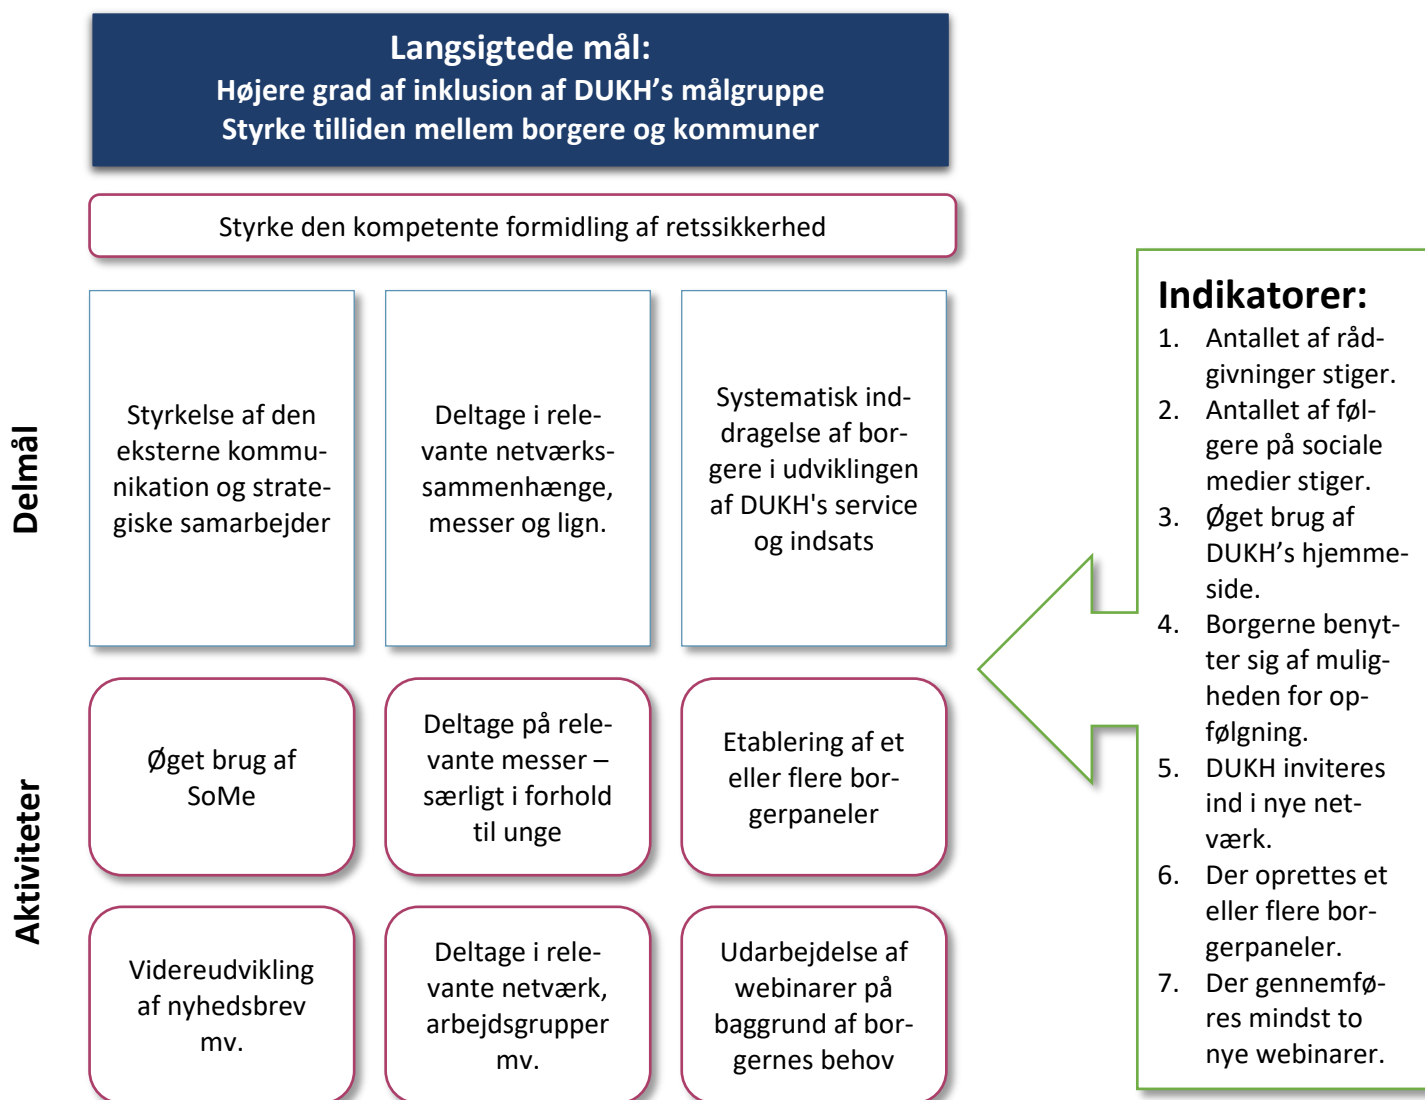 Langsigtede mål:
Højere grad af inklusion af DUKH’s målgruppe
Styrke tilliden mellem borgere og kommuner
Styrke den kompetente formidling af retssikkerhed
Delmål
Styrkelse af den
eksterne kommu-
nikation og strate-
giske samarbejder
Deltage i rele-
vante netværks-
sammenhænge,
messer og lign.
Systematisk ind-
dragelse af bor-
gere i udviklingen
af DUKH's service
og indsats
Aktiviteter
Øget brug af
SoMe
Deltage på rele-
vante messer –
særligt i forhold
til unge
Etablering af et
eller flere bor-
gerpaneler
Videreudvikling
af nyhedsbrev
mv.
Deltage i rele-
vante netværk,
arbejdsgrupper
mv.
Udarbejdelse af
webinarer på
baggrund af bor-
gernes behov
Indikatorer:
1. Antallet af råd-
givninger stiger.
2. Antallet af føl-
gere på sociale
medier stiger.
3. Øget brug af
DUKH’s hjemme-
side.
4. Borgerne benyt-
ter sig af mulig-
heden for op-
følgning.
5. DUKH inviteres
ind i nye net-
værk.
6. Der oprettes et
eller flere bor-
gerpaneler.
7. Der gennemfø-
res mindst to
nye webinarer.